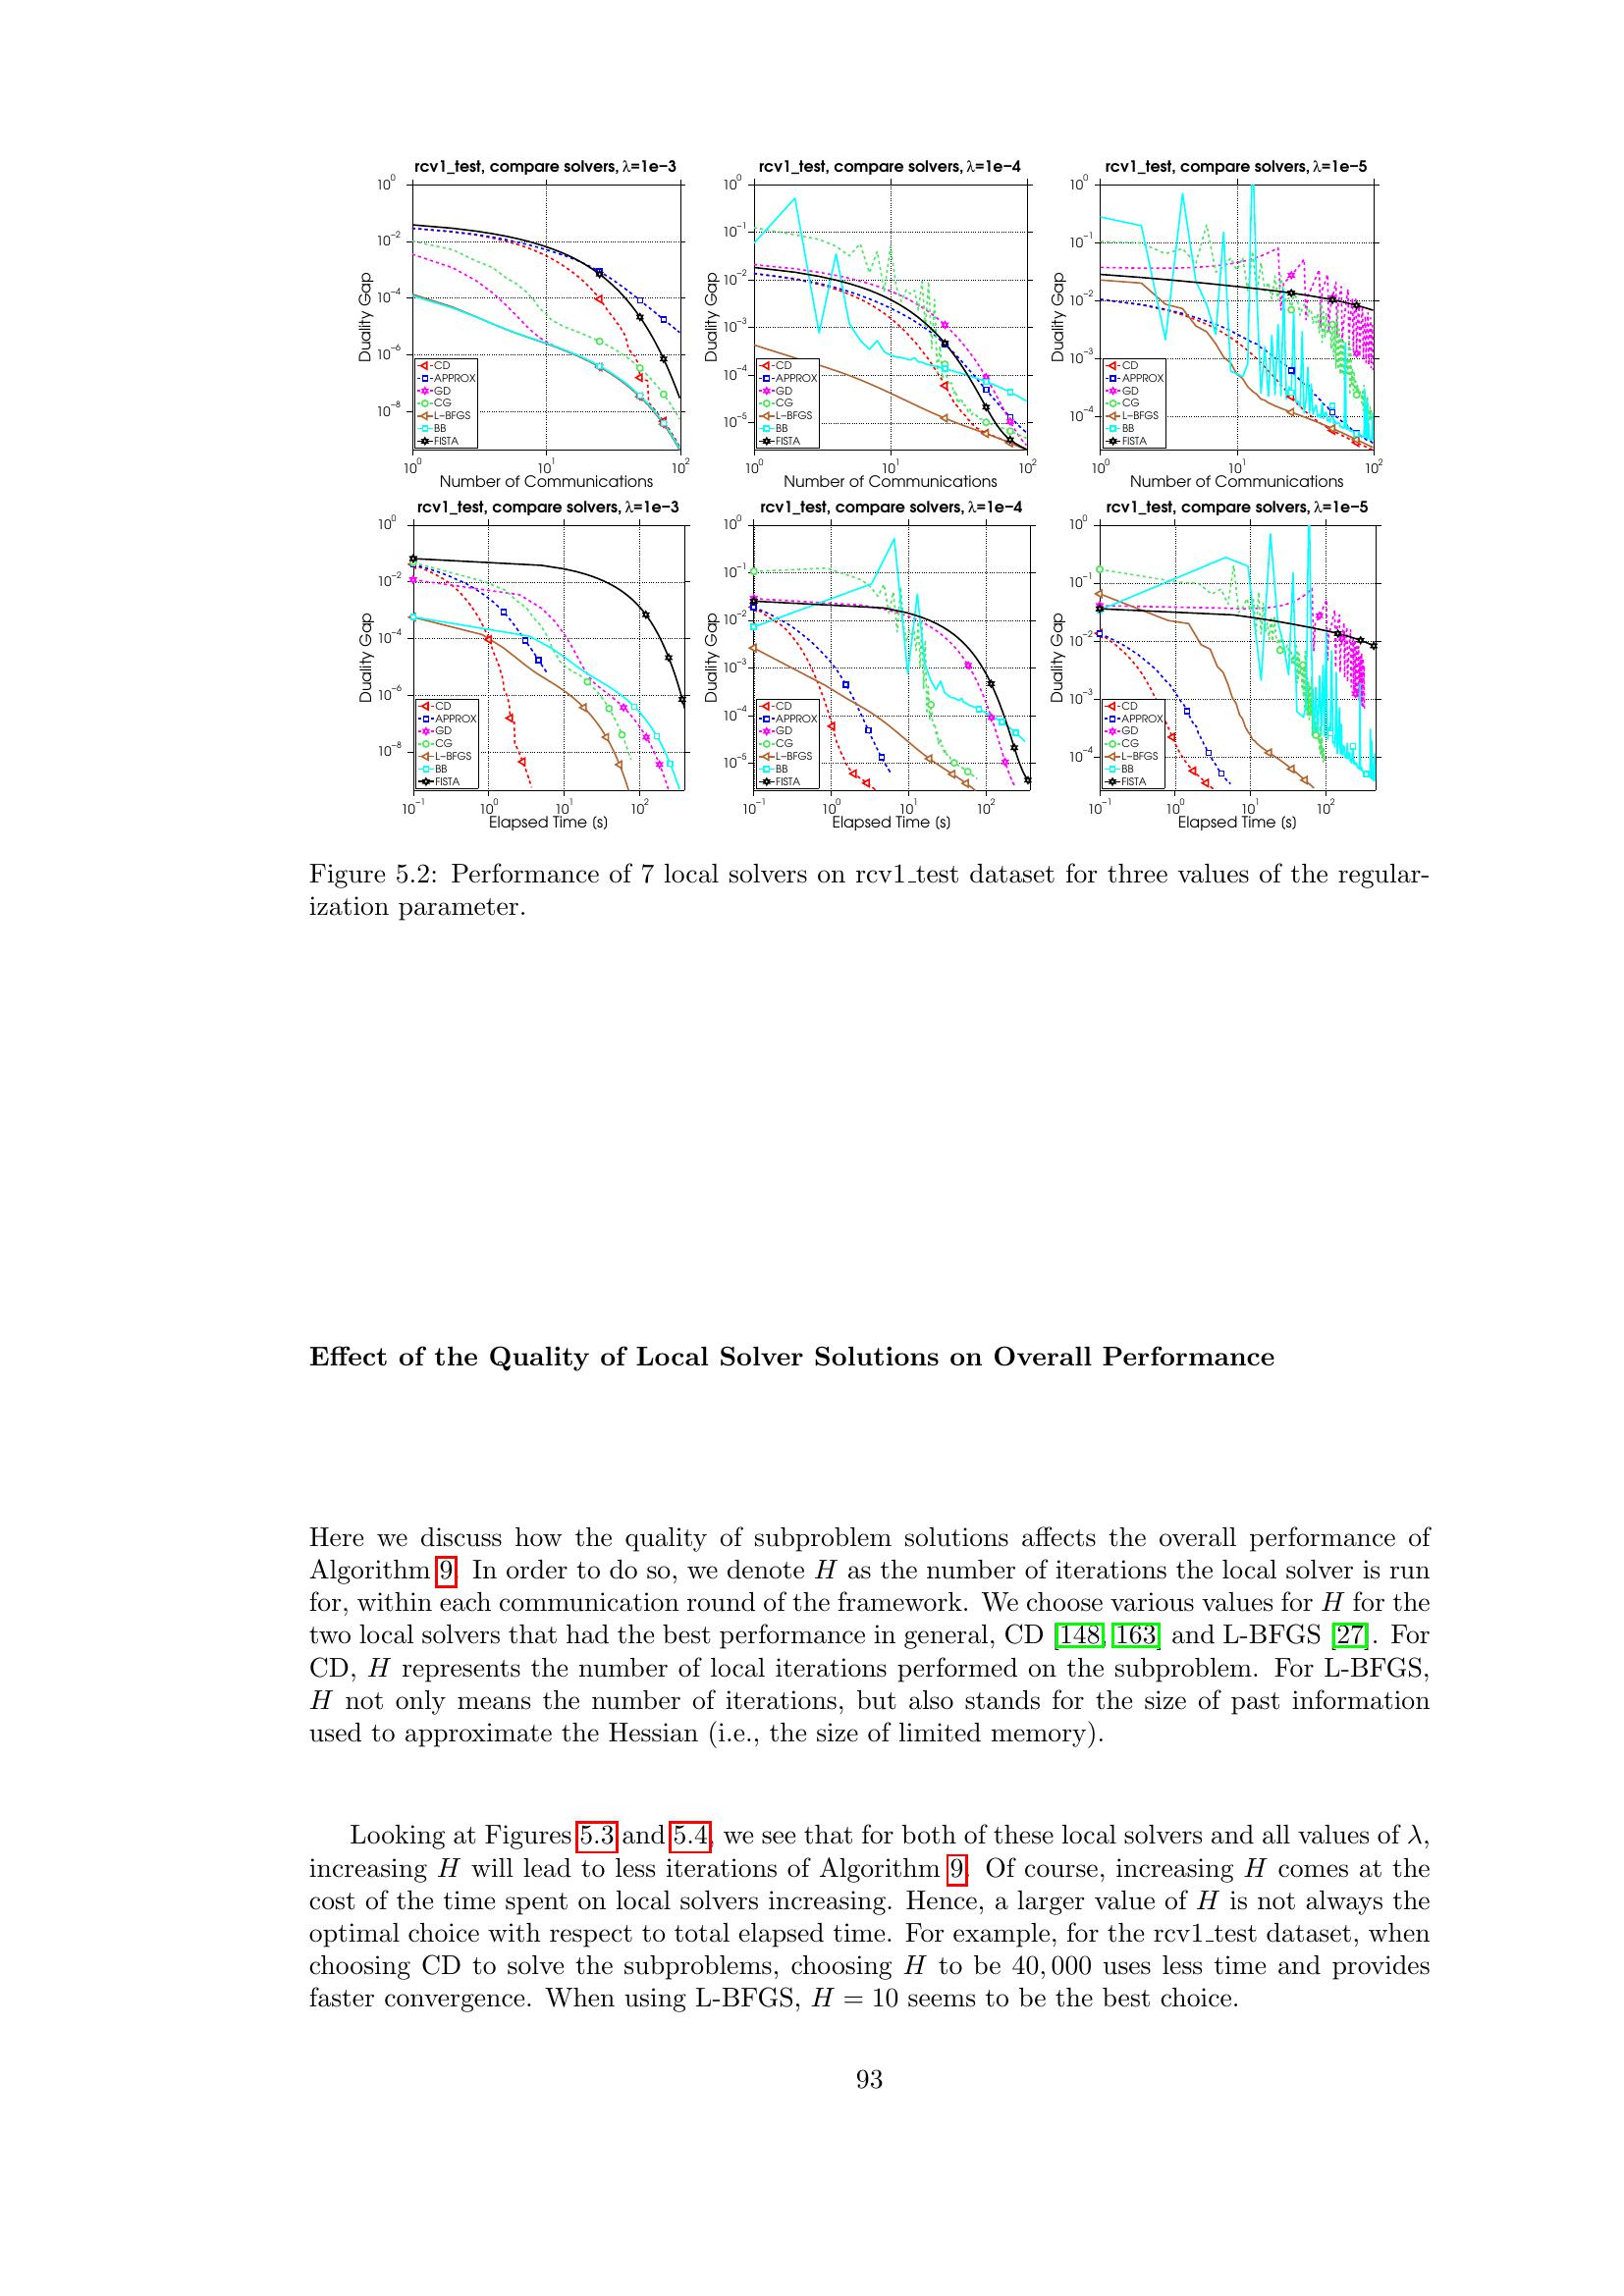 rcv1_test, compare solvers, λ=1e−3
10^0
10^−2
10^−4
10^−6
10^−8
Duality Gap
CD
APPROX
GD
CG
L−BFGS
BB
FISTA
10^0 10^1 10^2
Number of Communications
rcv1_test, compare solvers, λ=1e−4
10^0
10^−1
10^−2
10^−3
10^−4
10^−5
Duality Gap
CD
APPROX
GD
CG
L−BFGS
BB
FISTA
10^0 10^1 10^2
Number of Communications
rcv1_test, compare solvers, λ=1e−5
10^0
10^−1
10^−2
10^−3
10^−4
Duality Gap
CD
APPROX
GD
CG
L−BFGS
BB
FISTA
10^0 10^1 10^2
Number of Communications
rcv1_test, compare solvers, λ=1e−3
10^0
10^−2
10^−4
10^−6
10^−8
Duality Gap
CD
APPROX
GD
CG
L−BFGS
BB
FISTA
10^−1 10^0 10^1 10^2
Elapsed Time (s)
rcv1_test, compare solvers, λ=1e−4
10^0
10^−1
10^−2
10^−3
10^−4
10^−5
Duality Gap
CD
APPROX
GD
CG
L−BFGS
BB
FISTA
10^−1 10^0 10^1 10^2
Elapsed Time (s)
rcv1_test, compare solvers, λ=1e−5
10^0
10^−1
10^−2
10^−3
10^−4
Duality Gap
CD
APPROX
GD
CG
L−BFGS
BB
FISTA
10^−1 10^0 10^1 10^2
Elapsed Time (s)
Figure 5.2: Performance of 7 local solvers on rcv1_test dataset for three values of the regular-
ization parameter.
Effect of the Quality of Local Solver Solutions on Overall Performance
Here we discuss how the quality of subproblem solutions affects the overall performance of
Algorithm 9. In order to do so, we denote H as the number of iterations the local solver is run
for, within each communication round of the framework. We choose various values for H for the
two local solvers that had the best performance in general, CD [148, 163] and L-BFGS [27]. For
CD, H represents the number of local iterations performed on the subproblem. For L-BFGS,
H not only means the number of iterations, but also stands for the size of past information
used to approximate the Hessian (i.e., the size of limited memory).
Looking at Figures 5.3 and 5.4, we see that for both of these local solvers and all values of λ,
increasing H will lead to less iterations of Algorithm 9. Of course, increasing H comes at the
cost of the time spent on local solvers increasing. Hence, a larger value of H is not always the
optimal choice with respect to total elapsed time. For example, for the rcv1_test dataset, when
choosing CD to solve the subproblems, choosing H to be 40,000 uses less time and provides
faster convergence. When using L-BFGS, H = 10 seems to be the best choice.
93